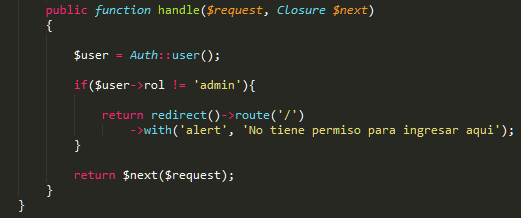 public function handle($request, Closure $next)
{
$user = Auth::user();
if($user->rol != 'admin'){
return redirect()->route('/')
->with('alert', 'No tiene permiso para ingresar aqui');
}
return $next($request);
}
}